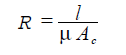 R = l / (μ A_c)